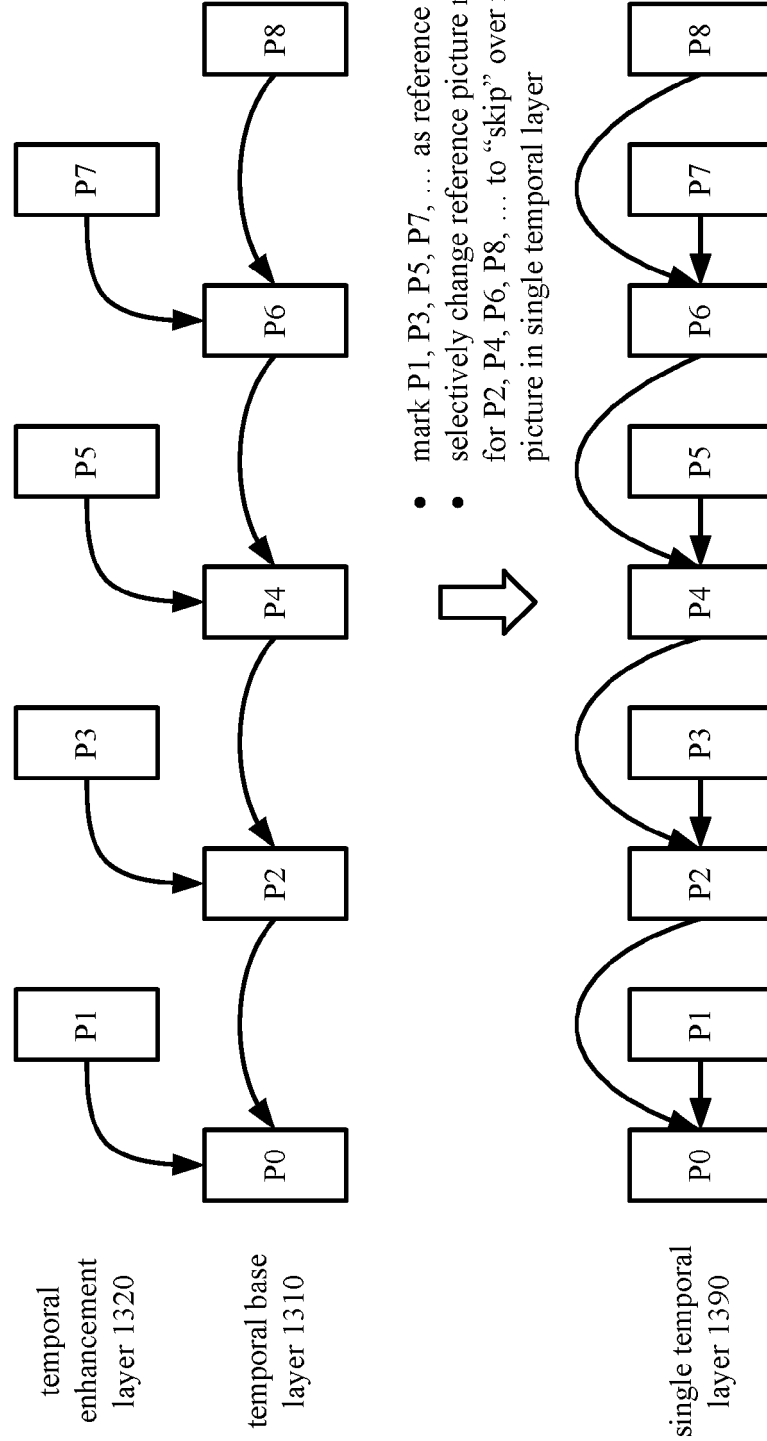 temporal
enhancement
layer 1320
P1
P3
P5
P7
temporal base
layer 1310
P0
P2
P4
P6
P8
• mark P1, P3, P5, P7, … as reference
• selectively change reference picture
for P2, P4, P6, P8, … to “skip” over
picture in single temporal layer
single temporal
layer 1390
P0
P1
P2
P3
P4
P5
P6
P7
P8